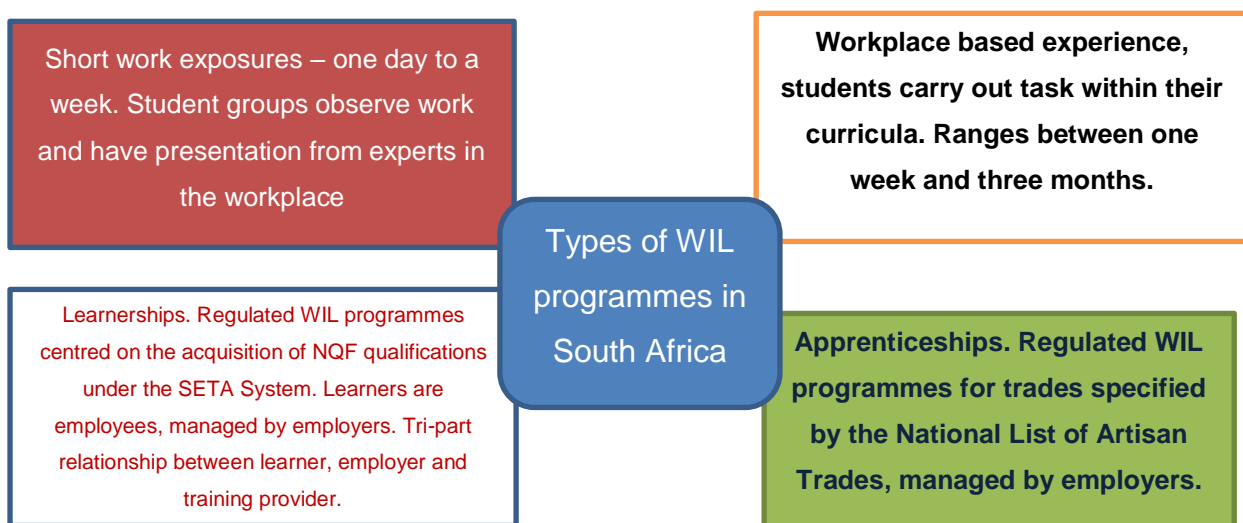 Short work exposures – one day to a
week. Student groups observe work
and have presentation from experts in
the workplace
Workplace based experience,
students carry out task within their
curricula. Ranges between one
week and three months.
Types of WIL
programmes in
South Africa
Learnerships. Regulated WIL programmes
centred on the acquisition of NQF qualifications
under the SETA System. Learners are
employees, managed by employers. Tri-part
relationship between learner, employer and
training provider.
Apprenticeships. Regulated WIL
programmes for trades specified
by the National List of Artisan
Trades, managed by employers.